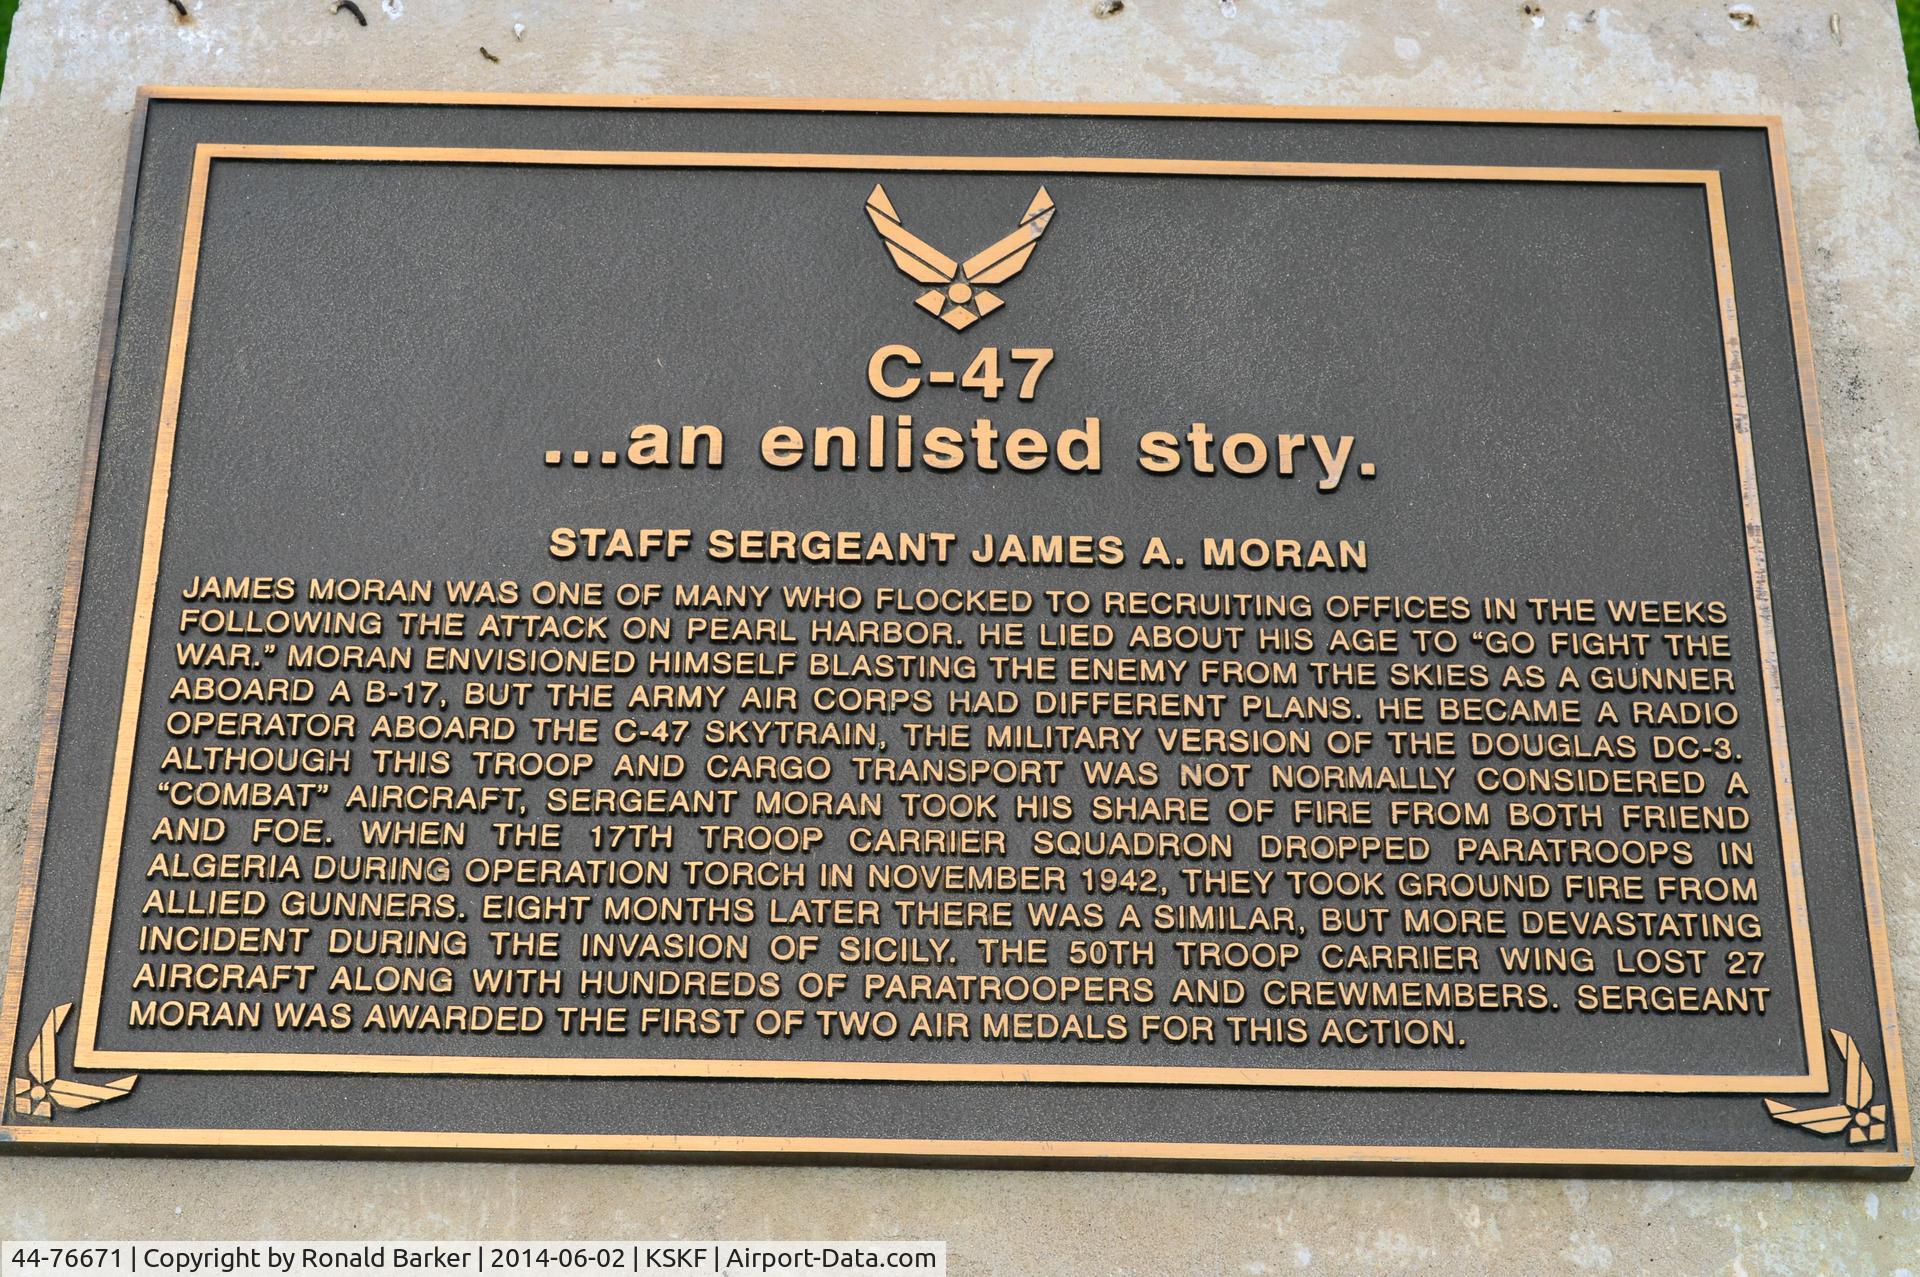 C-47
...an enlisted story.
STAFF SERGEANT JAMES A. MORAN
JAMES MORAN WAS ONE OF MANY WHO FLOCKED TO RECRUITING OFFICES IN THE WEEKS
FOLLOWING THE ATTACK ON PEARL HARBOR. HE LIED ABOUT HIS AGE TO “GO FIGHT THE
WAR.” MORAN ENVISIONED HIMSELF BLASTING THE ENEMY FROM THE SKIES AS A GUNNER
ABOARD A B-17, BUT THE ARMY AIR CORPS HAD DIFFERENT PLANS. HE BECAME A RADIO
OPERATOR ABOARD THE C-47 SKYTRAIN, THE MILITARY VERSION OF THE DOUGLAS DC-3.
ALTHOUGH THIS TROOP AND CARGO TRANSPORT WAS NOT NORMALLY CONSIDERED A
“COMBAT” AIRCRAFT, SERGEANT MORAN TOOK HIS SHARE OF FIRE FROM BOTH FRIEND
AND FOE. WHEN THE 17TH TROOP CARRIER SQUADRON DROPPED PARATROOPS IN
ALGERIA DURING OPERATION TORCH IN NOVEMBER 1942, THEY TOOK GROUND FIRE FROM
ALLIED GUNNERS. EIGHT MONTHS LATER THERE WAS A SIMILAR, BUT MORE DEVASTATING
INCIDENT DURING THE INVASION OF SICILY. THE 50TH TROOP CARRIER WING LOST 27
AIRCRAFT ALONG WITH HUNDREDS OF PARATROOPERS AND CREWMEMBERS. SERGEANT
MORAN WAS AWARDED THE FIRST OF TWO AIR MEDALS FOR THIS ACTION.
44-76671 | Copyright by Ronald Barker | 2014-06-02 | KSKF | Airport-Data.com